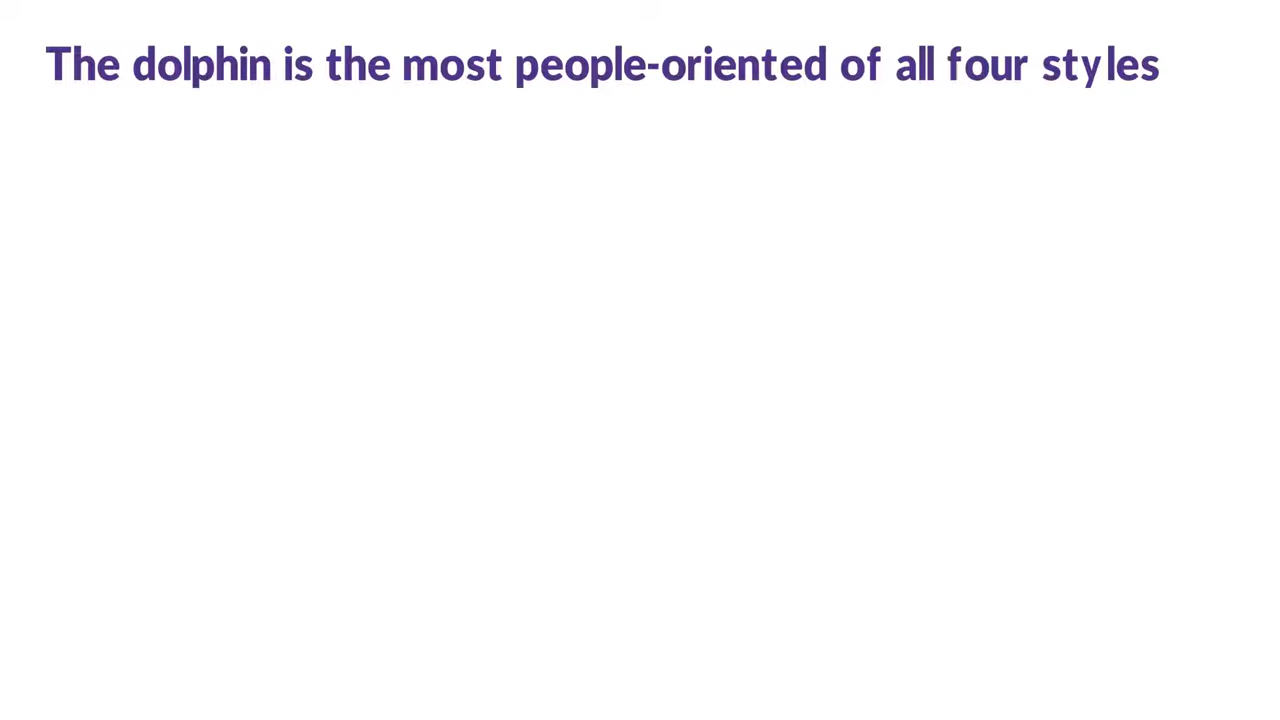 The dolphin is the most people-oriented of all four styles